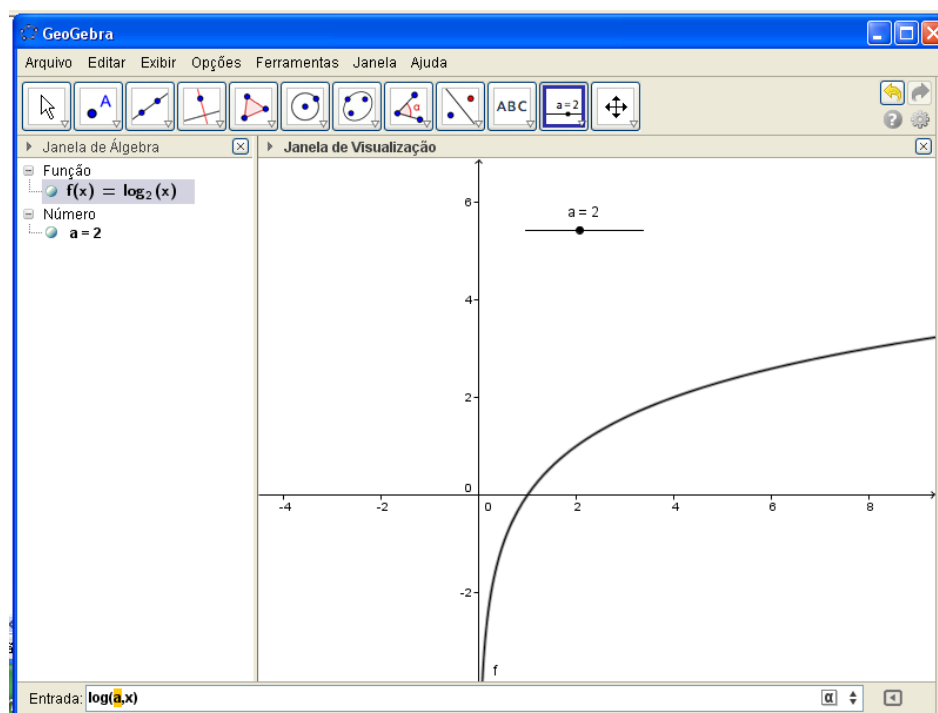 GeoGebra
Arquivo Editar Exibir Opções Ferramentas Janela Ajuda
A α ABC a = 2
Janela de Álgebra
Janela de Visualização
Função
f(x) = log₂(x)
Número
a = 2
a = 2
6
4
2
0
-4 -2 0 2 4 6 8
-2
f
Entrada: log(a,x) α